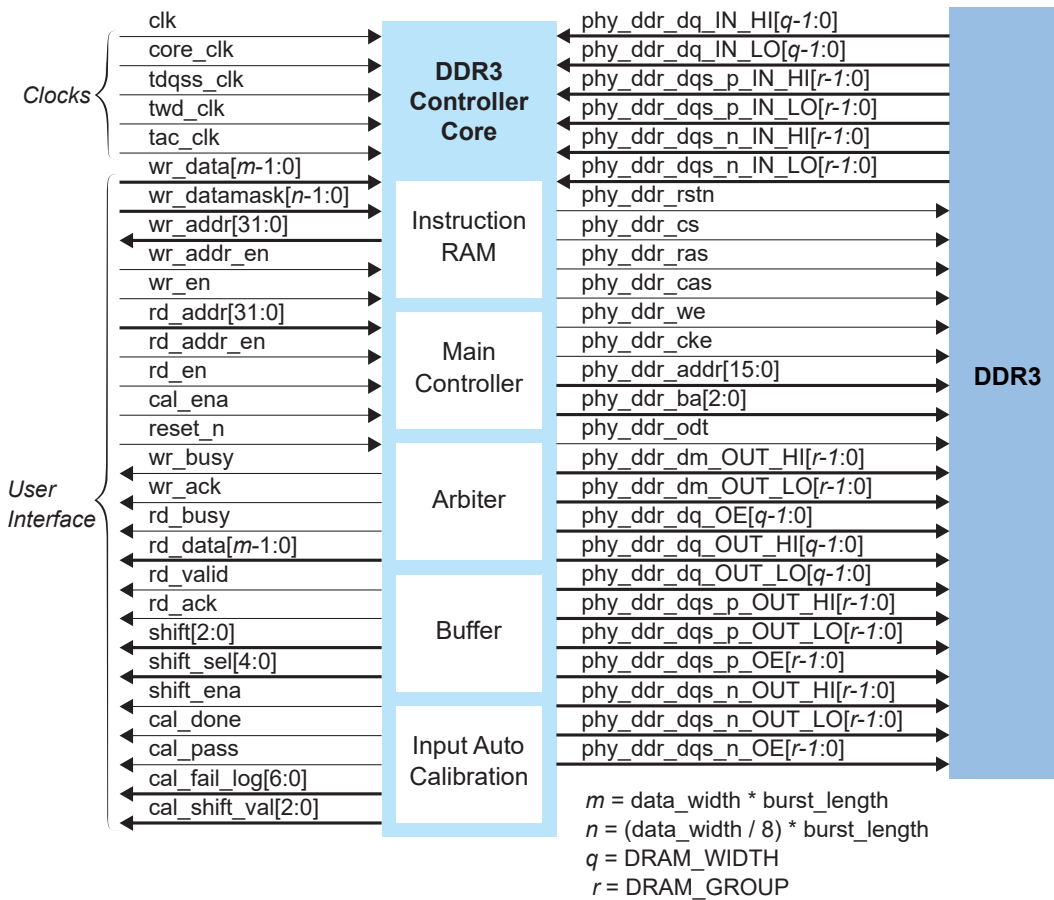 clk
core_clk
tdqss_clk
twd_clk
tac_clk
Clocks
wr_data[m-1:0]
wr_datamask[n-1:0]
wr_addr[31:0]
wr_addr_en
wr_en
rd_addr[31:0]
rd_addr_en
rd_en
cal_ena
reset_n
wr_busy
wr_ack
rd_busy
rd_data[m-1:0]
rd_valid
rd_ack
shift[2:0]
shift_sel[4:0]
shift_ena
cal_done
cal_pass
cal_fail_log[6:0]
cal_shift_val[2:0]
User
Interface
DDR3
Controller
Core
Instruction
RAM
Main
Controller
Arbiter
Buffer
Input Auto
Calibration
phy_ddr_dq_IN_HI[q-1:0]
phy_ddr_dq_IN_LO[q-1:0]
phy_ddr_dqs_p_IN_HI[r-1:0]
phy_ddr_dqs_p_IN_LO[r-1:0]
phy_ddr_dqs_n_IN_HI[r-1:0]
phy_ddr_dqs_n_IN_LO[r-1:0]
phy_ddr_rstn
phy_ddr_cs
phy_ddr_ras
phy_ddr_cas
phy_ddr_we
phy_ddr_cke
phy_ddr_addr[15:0]
phy_ddr_ba[2:0]
phy_ddr_odt
phy_ddr_dm_OUT_HI[r-1:0]
phy_ddr_dm_OUT_LO[r-1:0]
phy_ddr_dq_OE[q-1:0]
phy_ddr_dq_OUT_HI[q-1:0]
phy_ddr_dq_OUT_LO[q-1:0]
phy_ddr_dqs_p_OUT_HI[r-1:0]
phy_ddr_dqs_p_OUT_LO[r-1:0]
phy_ddr_dqs_p_OE[r-1:0]
phy_ddr_dqs_n_OUT_HI[r-1:0]
phy_ddr_dqs_n_OUT_LO[r-1:0]
phy_ddr_dqs_n_OE[r-1:0]
DDR3
m = data_width * burst_length
n = (data_width / 8) * burst_length
q = DRAM_WIDTH
r = DRAM_GROUP